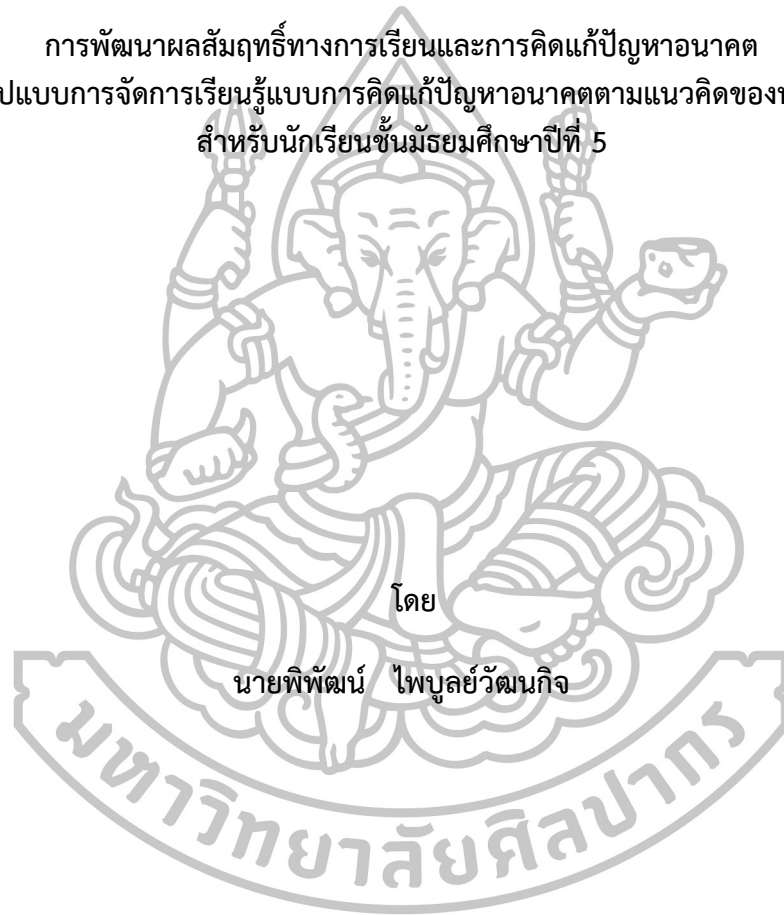 การพัฒนาผลสัมฤทธิ์ทางการเรียนและการคิดแก้ปัญหาอนาคต
ปแบบการจัดการเรียนรู้แบบการคิดแก้ปัญหาอนาคตตามแนวคิดของท
สำหรับนักเรียนชั้นมัธยมศึกษาปีที่ 5
โดย
นายพิพัฒน์ ไพบูลย์วัฒนกิจ
มหาวิทยาลัยศิลปากร